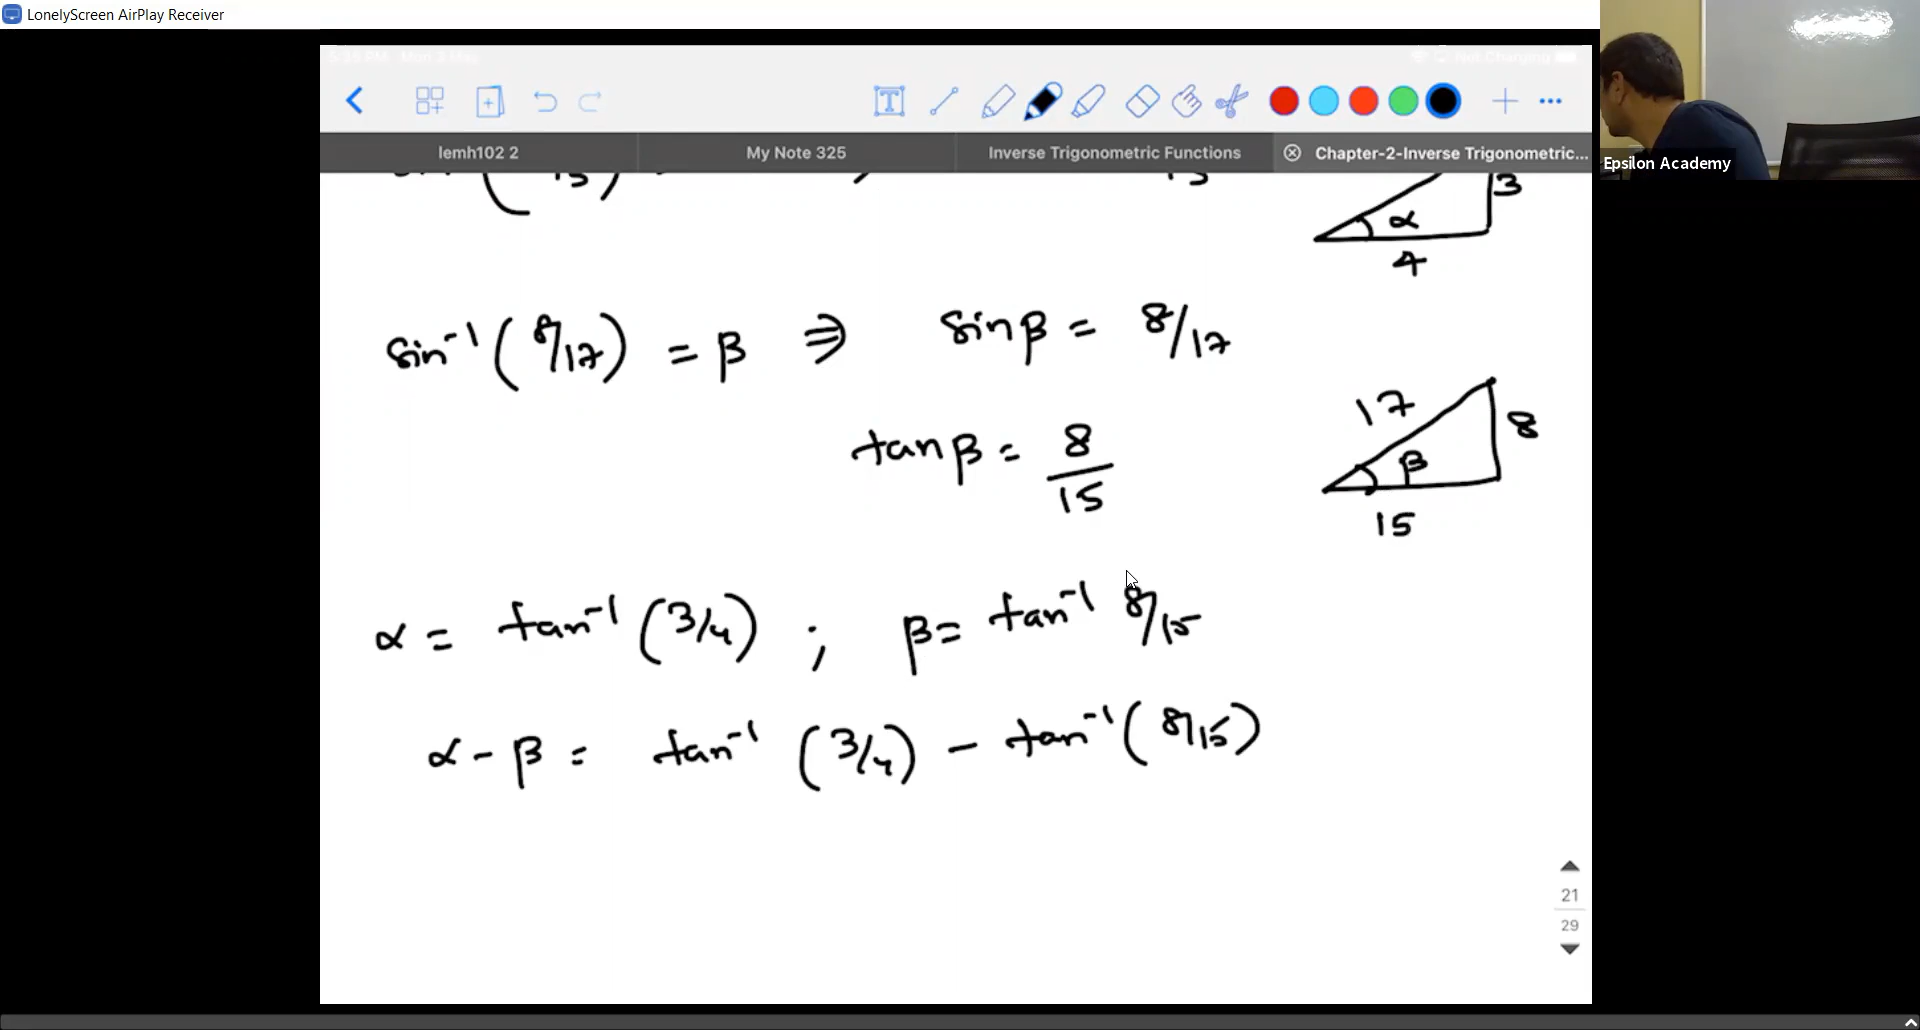 LonelyScreen AirPlay Receiver
Epsilon Academy
lemh102 2
My Note 325
Inverse Trigonometric Functions
Chapter-2-Inverse Trigonometric...
3
α
4
sin⁻¹ (8/17) = β ⇒ sinβ = 8/17
17
8
β
15
tanβ = 8/15
α = tan⁻¹ (3/4) ; β = tan⁻¹ 8/15
α - β = tan⁻¹ (3/4) - tan⁻¹ (8/15)
21
29